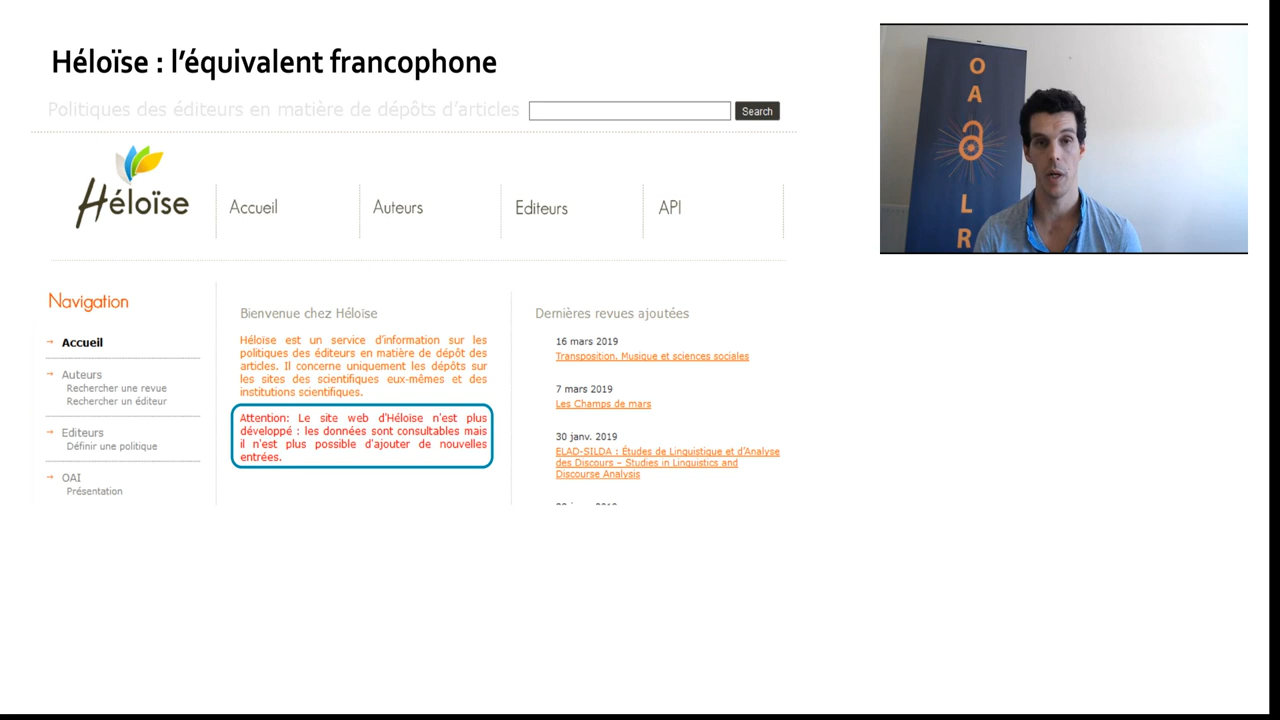 Héloïse : l’équivalent francophone
Politiques des éditeurs en matière de dépôts d’articles
Search
Héloïse
Accueil
Auteurs
Editeurs
API
Navigation
→ Accueil
→ Auteurs
Rechercher une revue
Rechercher un éditeur
→ Editeurs
Définir une politique
→ OAI
Présentation
Bienvenue chez Héloïse
Héloïse est un service d'information sur les
politiques des éditeurs en matière de dépôt des
articles. Il concerne uniquement les dépôts sur
les sites des scientifiques eux-mêmes et des
institutions scientifiques.
Attention: Le site web d'Héloïse n'est plus
développé : les données sont consultables mais
il n'est plus possible d'ajouter de nouvelles
entrées.
Dernières revues ajoutées
16 mars 2019
Transposition. Musique et sciences sociales
7 mars 2019
Les Champs de mars
30 janv. 2019
ELAD-SILDA : Études de Linguistique et d’Analyse
des Discours – Studies in Linguistics and
Discourse Analysis
O
A
L
R